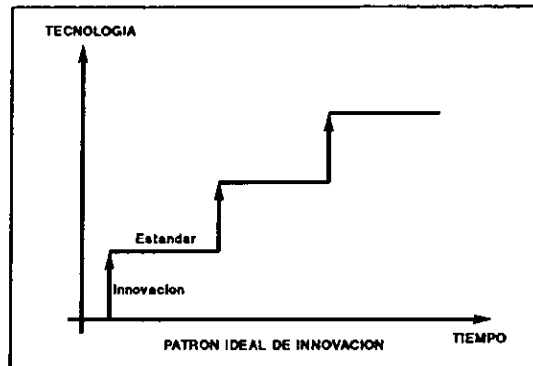 TECNOLOGIA
Estandar
Innovacion
TIEMPO
PATRON IDEAL DE INNOVACION